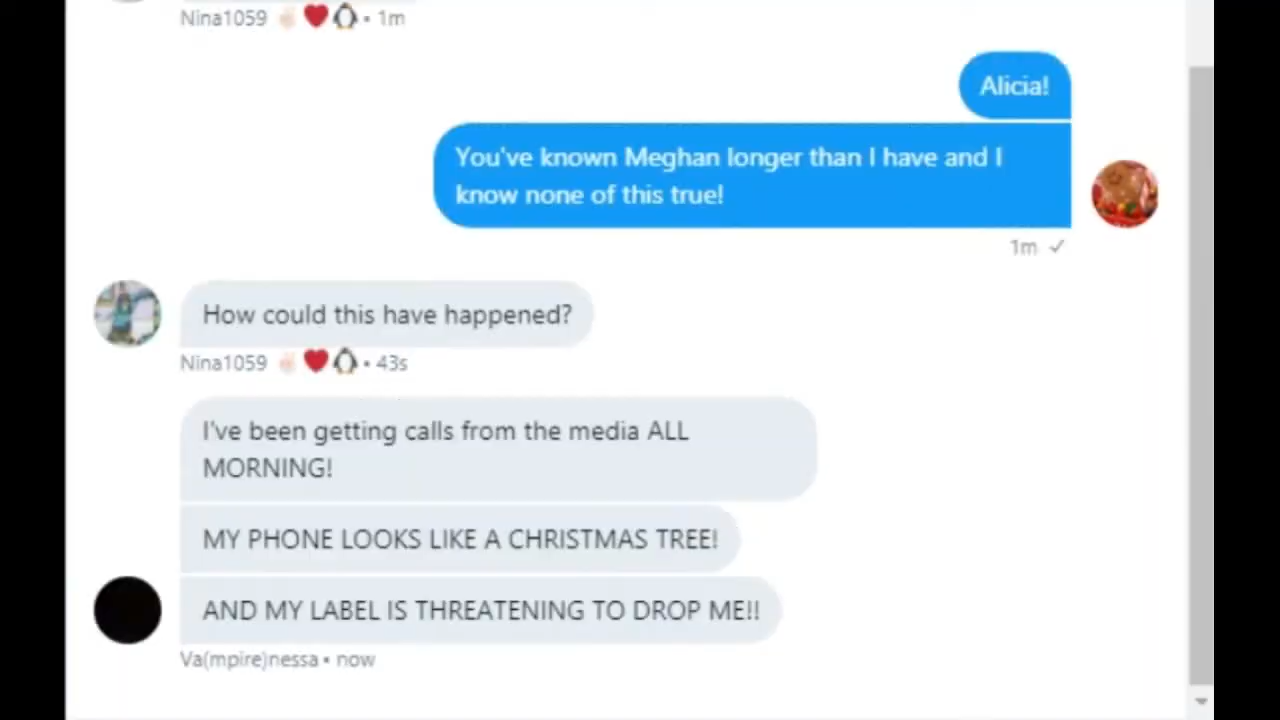 Nina1059 ✌🏻❤️🐧 • 1m
Alicia!
You've known Meghan longer than I have and I
know none of this true!
1m ✓
How could this have happened?
Nina1059 ✌🏻❤️🐧 • 43s
I've been getting calls from the media ALL
MORNING!
MY PHONE LOOKS LIKE A CHRISTMAS TREE!
AND MY LABEL IS THREATENING TO DROP ME!!
Va(mpire)nessa • now